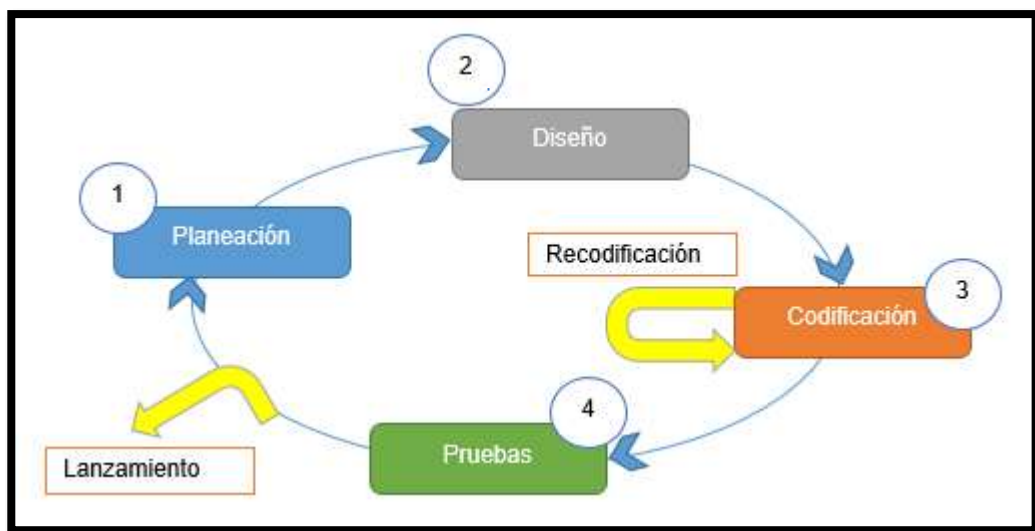 2
Diseño
1
Planeación
Recodificación
3
Codificación
4
Pruebas
Lanzamiento